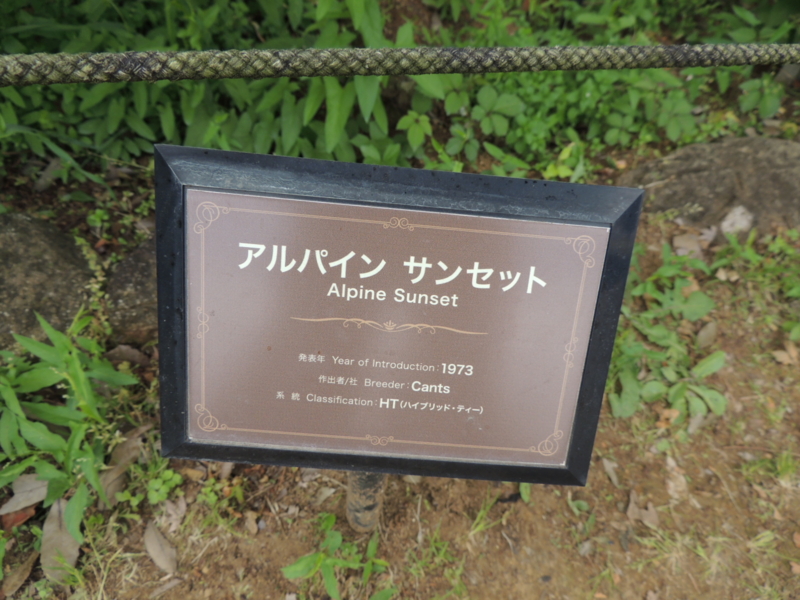 アルパイン サンセット
Alpine Sunset
発表年 Year of Introduction:1973
作出者/社 Breeder:Cants
系 統 Classification:HT(ハイブリッド・ティー)